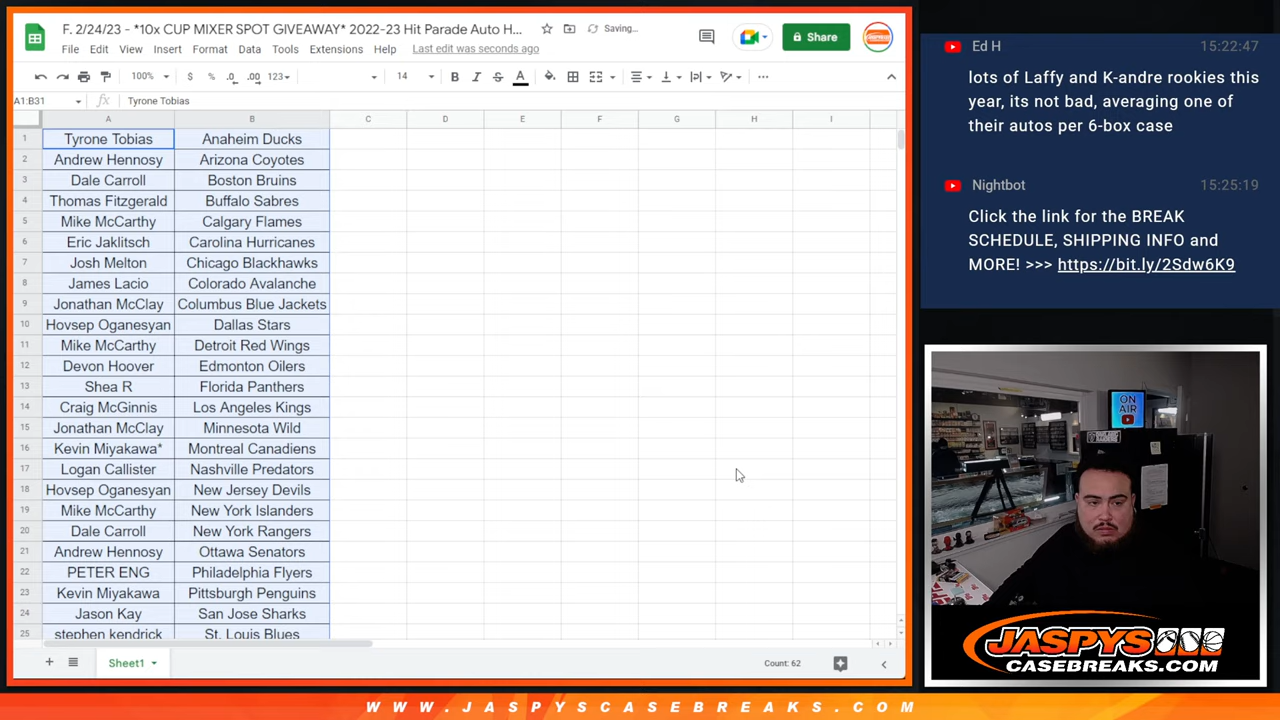 F. 2/24/23 - *10x CUP MIXER SPOT GIVEAWAY* 2022-23 Hit Parade Auto H... Saving...
File Edit View Insert Format Data Tools Extensions Help Last edit was seconds ago
Share
100% $ % .0 .00 123 14 B I S A
A1:B31 fx Tyrone Tobias
A B C D E F G H I
1 Tyrone Tobias Anaheim Ducks
2 Andrew Hennosy Arizona Coyotes
3 Dale Carroll Boston Bruins
4 Thomas Fitzgerald Buffalo Sabres
5 Mike McCarthy Calgary Flames
6 Eric Jaklitsch Carolina Hurricanes
7 Josh Melton Chicago Blackhawks
8 James Lacio Colorado Avalanche
9 Jonathan McClay Columbus Blue Jackets
10 Hovsep Oganesyan Dallas Stars
11 Mike McCarthy Detroit Red Wings
12 Devon Hoover Edmonton Oilers
13 Shea R Florida Panthers
14 Craig McGinnis Los Angeles Kings
15 Jonathan McClay Minnesota Wild
16 Kevin Miyakawa* Montreal Canadiens
17 Logan Callister Nashville Predators
18 Hovsep Oganesyan New Jersey Devils
19 Mike McCarthy New York Islanders
20 Dale Carroll New York Rangers
21 Andrew Hennosy Ottawa Senators
22 PETER ENG Philadelphia Flyers
23 Kevin Miyakawa Pittsburgh Penguins
24 Jason Kay San Jose Sharks
25 stephen kendrick St. Louis Blues
Sheet1 Count: 62
Ed H 15:22:47
lots of Laffy and K-andre rookies this
year, its not bad, averaging one of
their autos per 6-box case
Nightbot 15:25:19
Click the link for the BREAK
SCHEDULE, SHIPPING INFO and
MORE! >>> https://bit.ly/2Sdw6K9
ON
AIR
JASPYS
CASEBREAKS.COM
WWW.JASPYSCASEBREAKS.COM